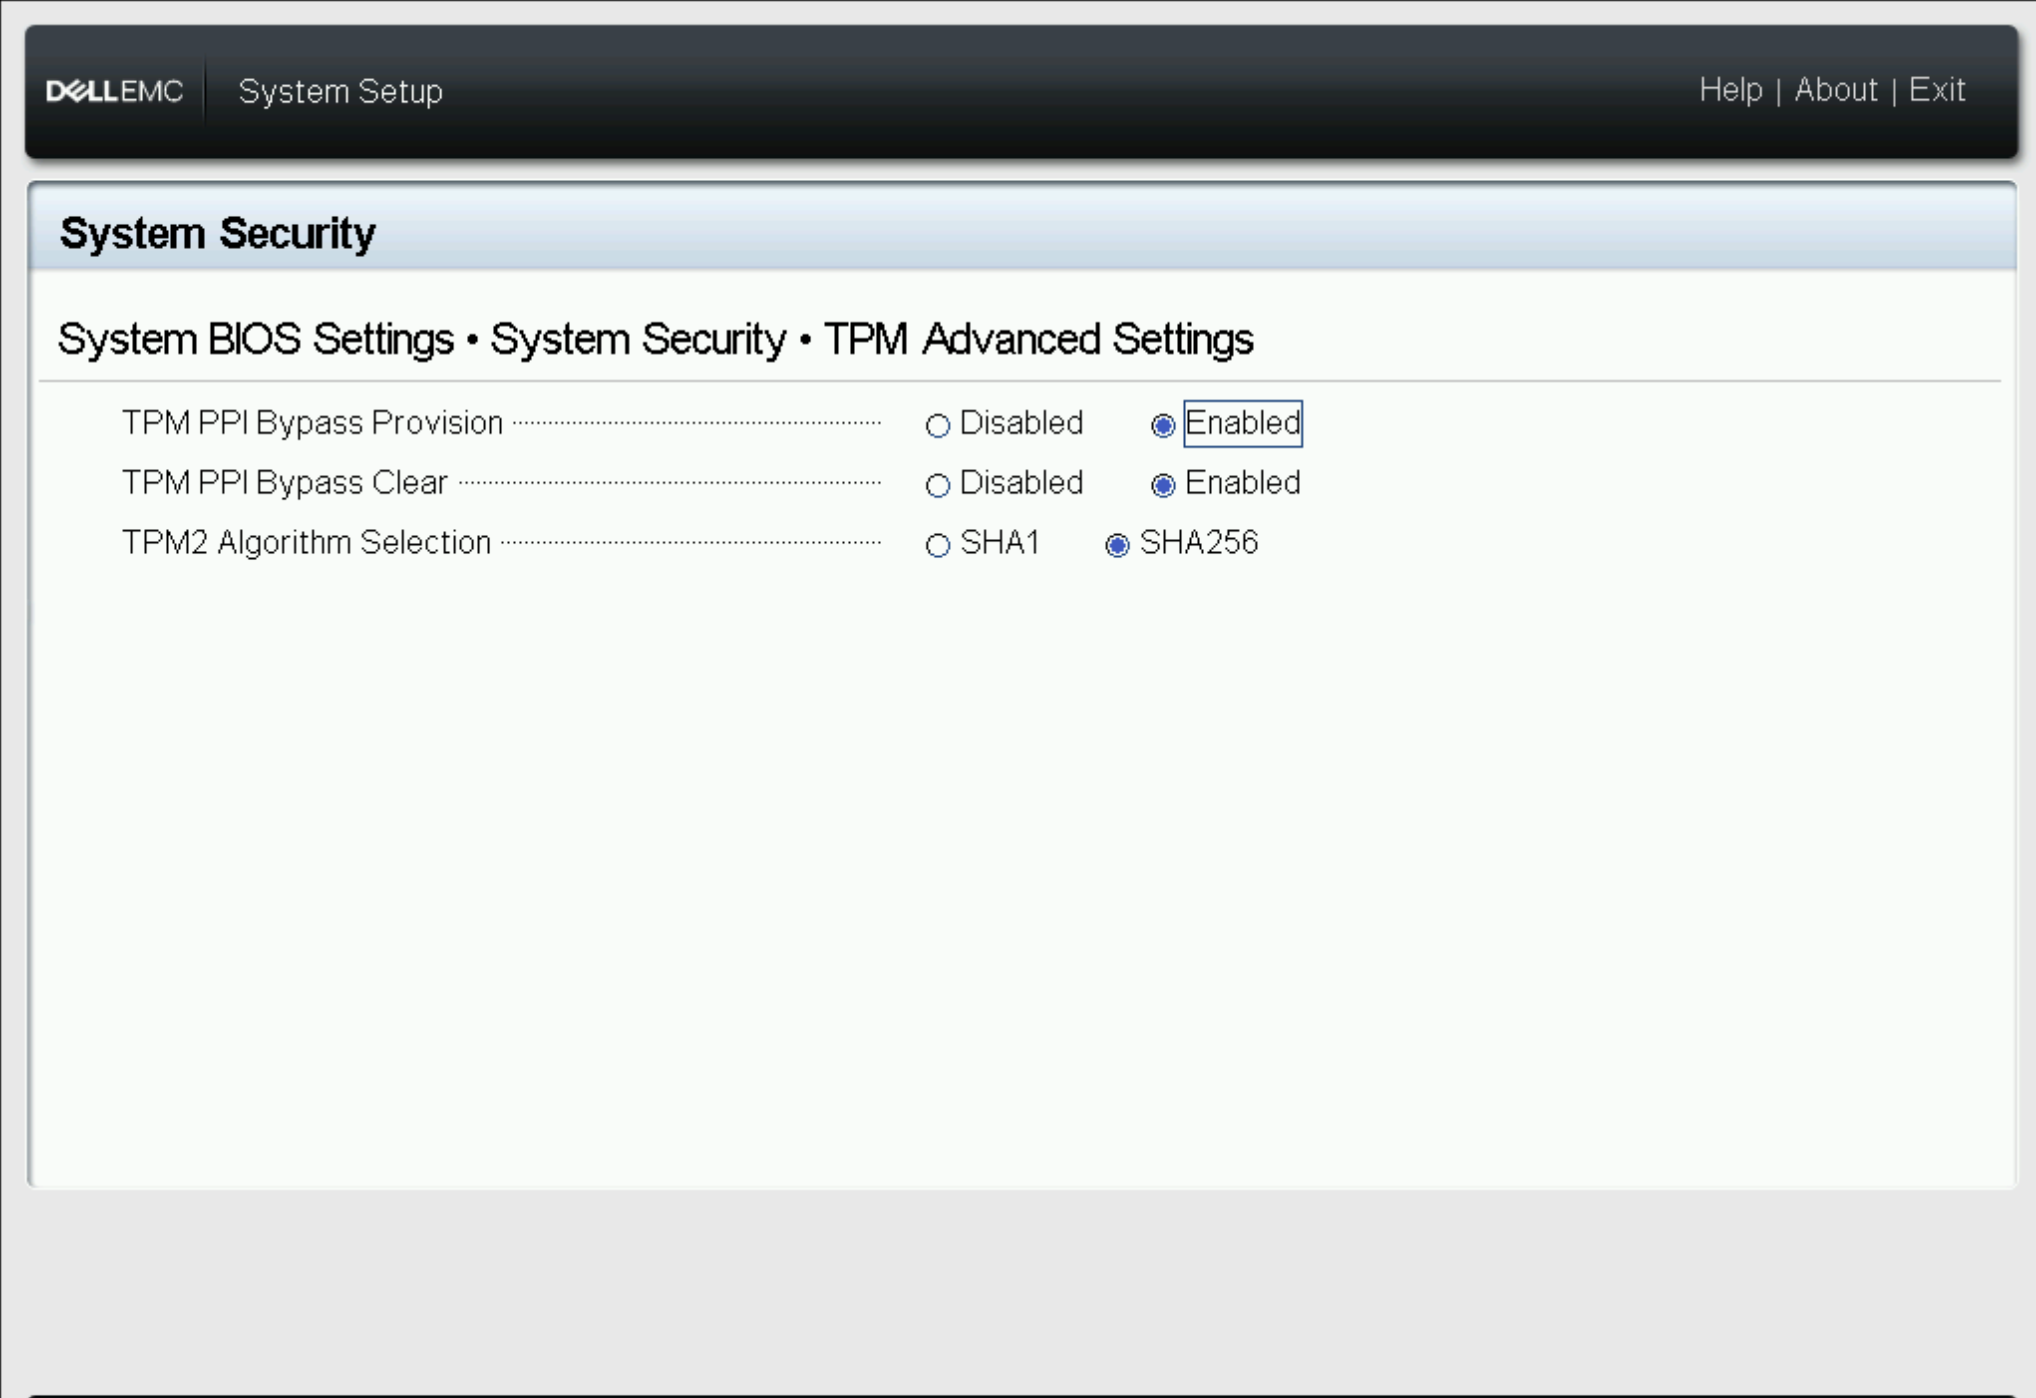 DELLEMC System Setup Help | About | Exit
System Security
System BIOS Settings • System Security • TPM Advanced Settings
TPM PPI Bypass Provision Disabled Enabled
TPM PPI Bypass Clear Disabled Enabled
TPM2 Algorithm Selection SHA1 SHA256